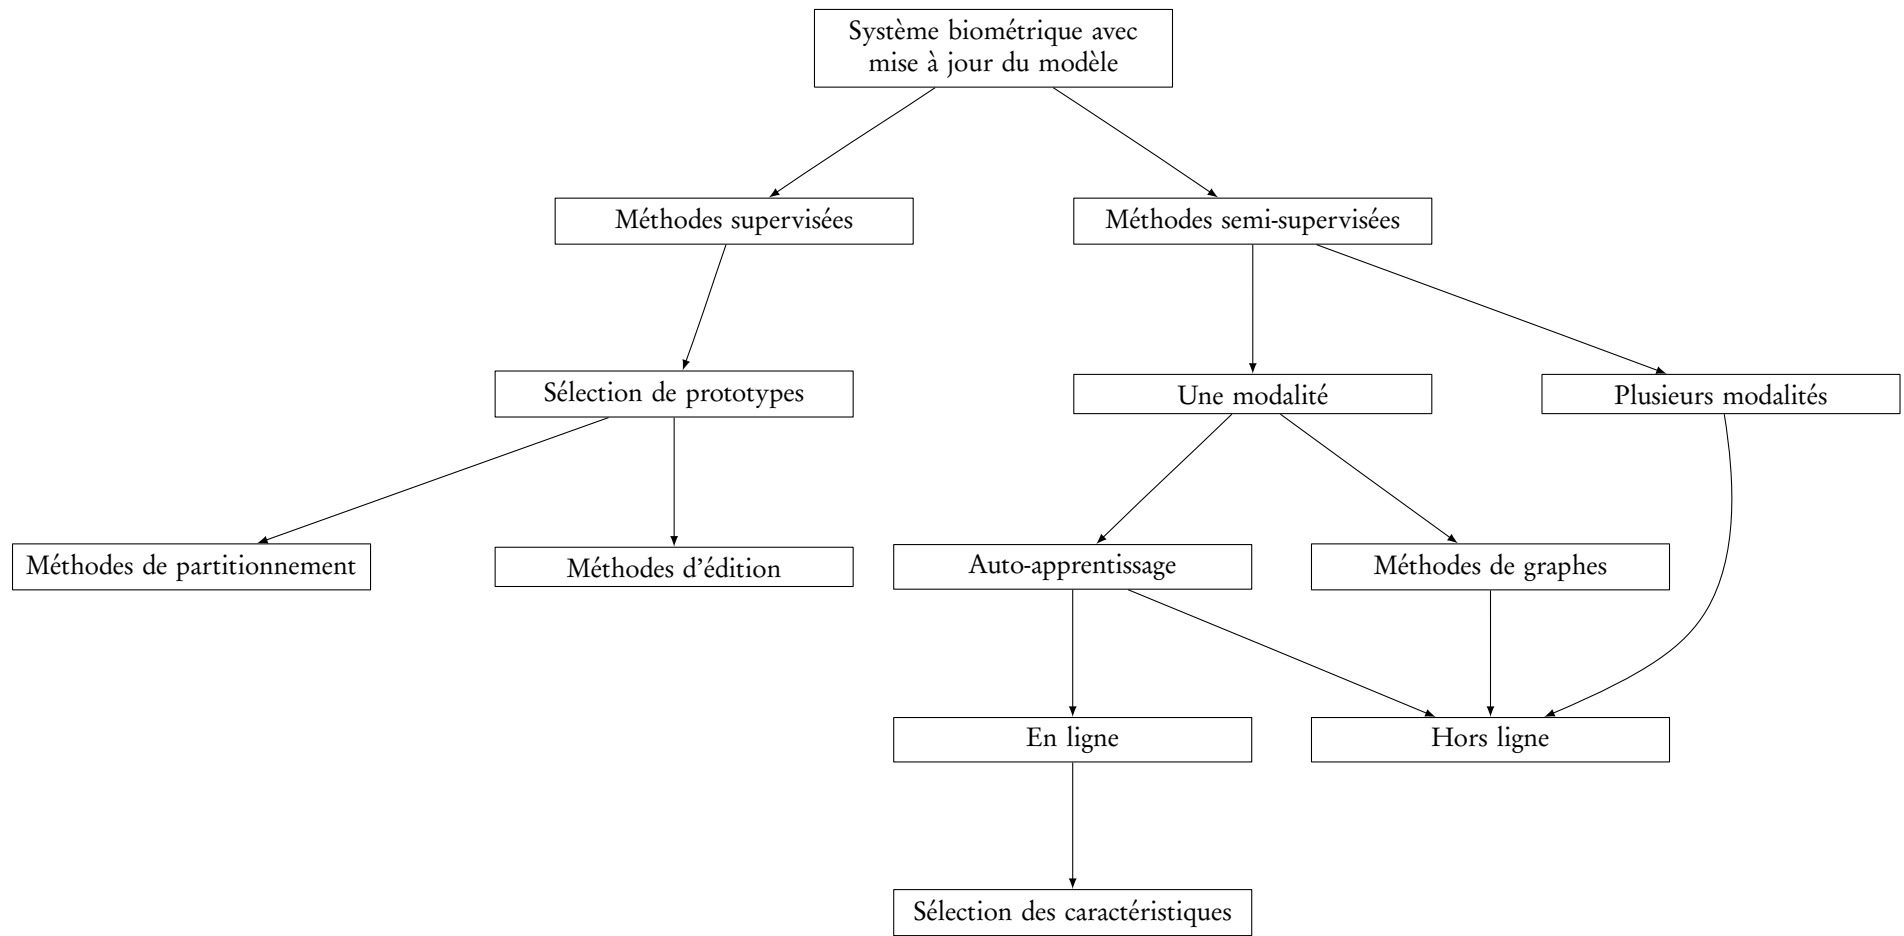 Système biométrique avec
mise à jour du modèle
Méthodes supervisées
Méthodes semi-supervisées
Sélection de prototypes
Une modalité
Plusieurs modalités
Méthodes de partitionnement
Méthodes d'édition
Auto-apprentissage
Méthodes de graphes
En ligne
Hors ligne
Sélection des caractéristiques